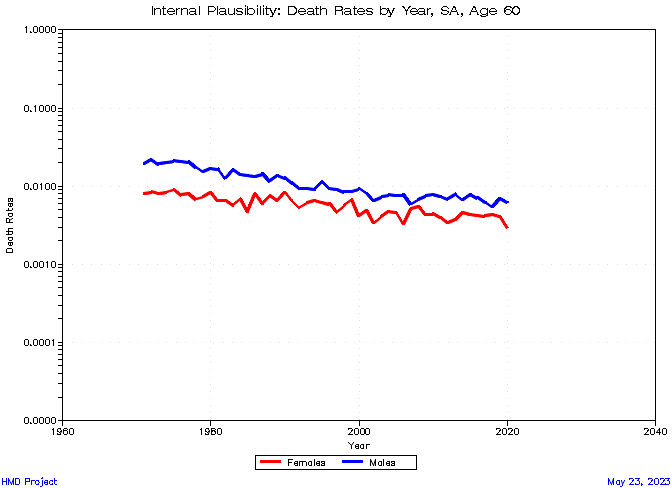 Internal Plausibility: Death Rates by Year, SA, Age 60
1.0000
0.1000
0.0100
0.0010
0.0001
0.0000
Death Rates
1960
1980
2000
2020
2040
Year
Females
Males
HMD Project
May 23, 2023